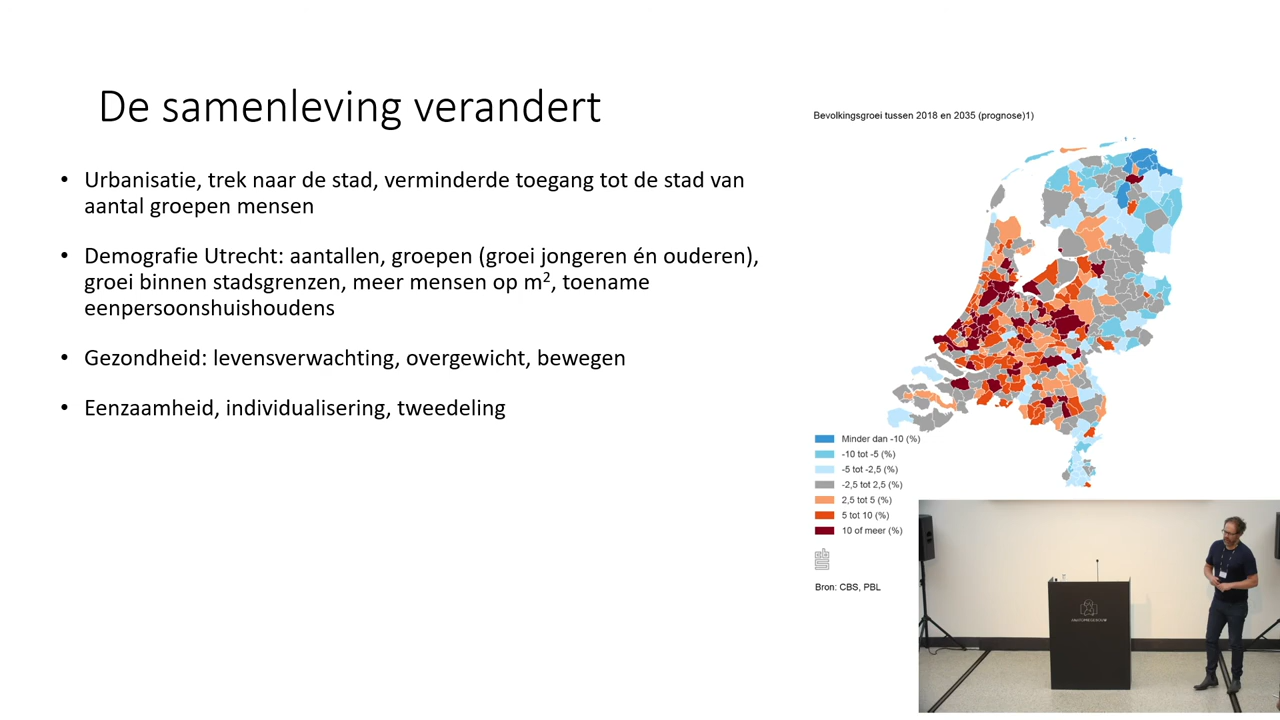 De samenleving verandert
Bevolkingsgroei tussen 2018 en 2035 (prognose)1)
• Urbanisatie, trek naar de stad, verminderde toegang tot de stad van
aantal groepen mensen
• Demografie Utrecht: aantallen, groepen (groei jongeren én ouderen),
groei binnen stadsgrenzen, meer mensen op m², toename
eenpersoonshuishoudens
• Gezondheid: levensverwachting, overgewicht, bewegen
• Eenzaamheid, individualisering, tweedeling
Minder dan -10 (%)
-10 tot -5 (%)
-5 tot -2,5 (%)
-2,5 tot 2,5 (%)
2,5 tot 5 (%)
5 tot 10 (%)
10 of meer (%)
Bron: CBS, PBL